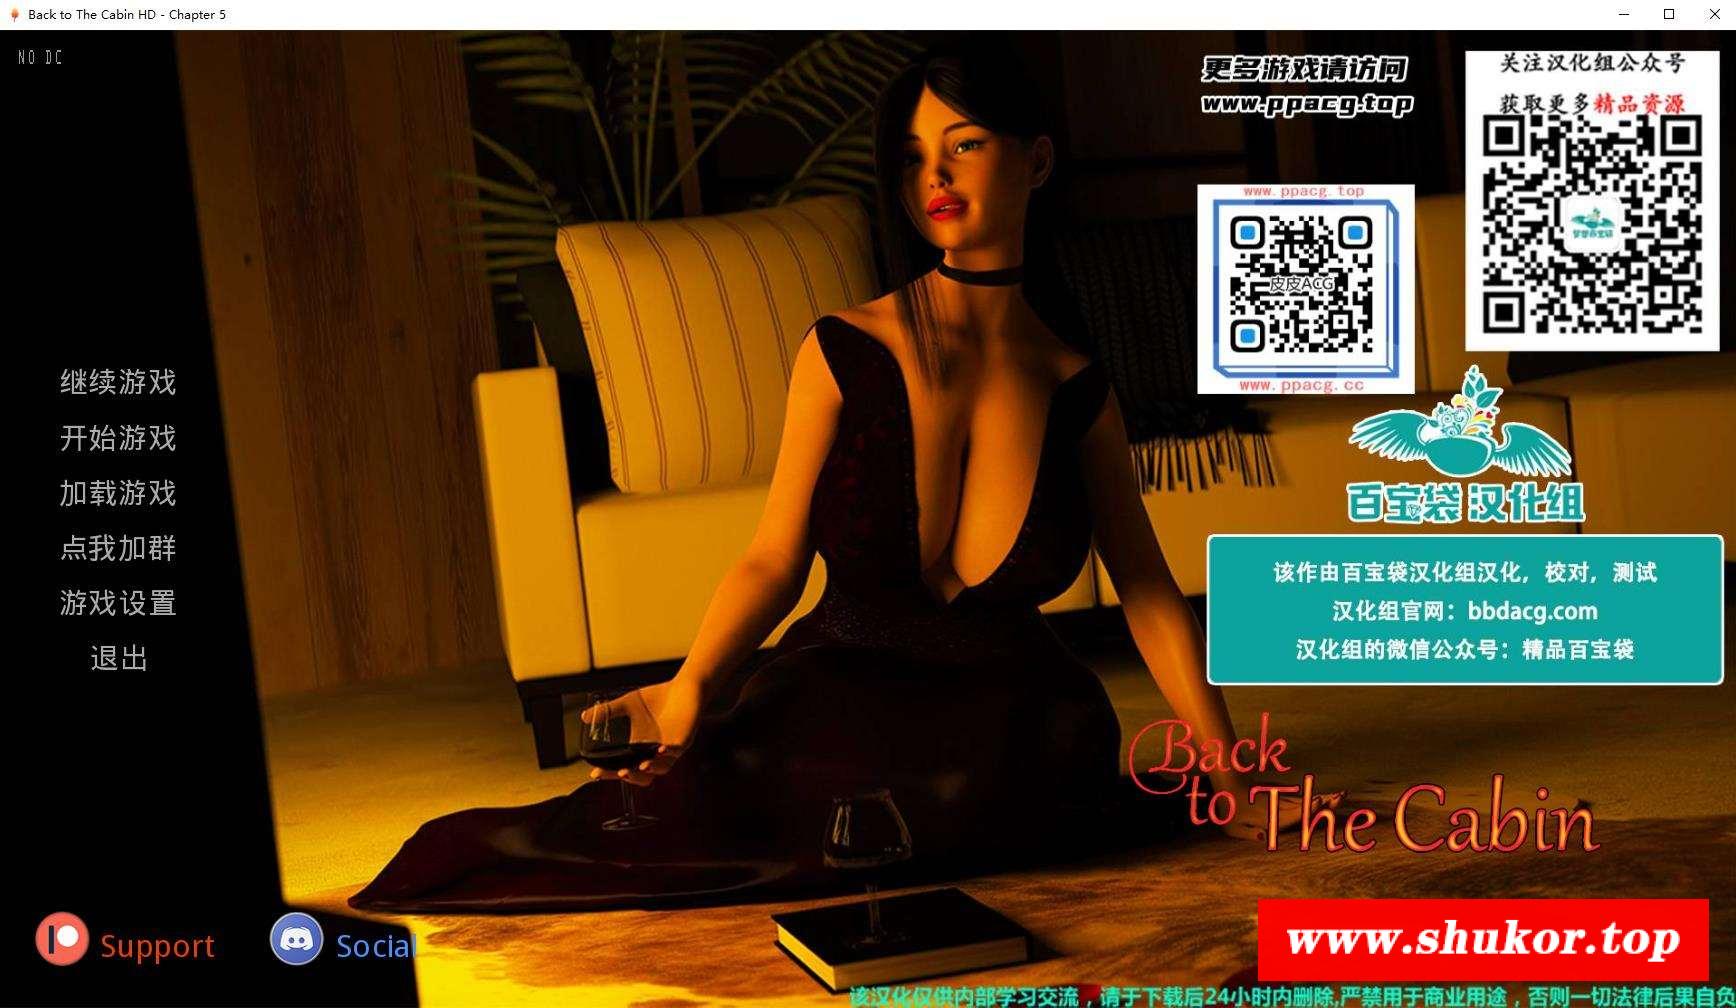 Back to The Cabin HD - Chapter 5
NO DC
更多游戏请访问
www.ppacg.top
关注汉化组公众号
获取更多精品资源
www.ppacg.top
皮皮ACG
www.ppacg.cc
百宝袋汉化组
继续游戏
开始游戏
加载游戏
点我加群
游戏设置
退出
该作由百宝袋汉化组汉化，校对，测试
汉化组官网：bbdacg.com
汉化组的微信公众号：精品百宝袋
Back
to The Cabin
Support
Social
www.shukor.top
该汉化仅供内部学习交流，请于下载后24小时内删除,严禁用于商业用途，否则一切法律后果自